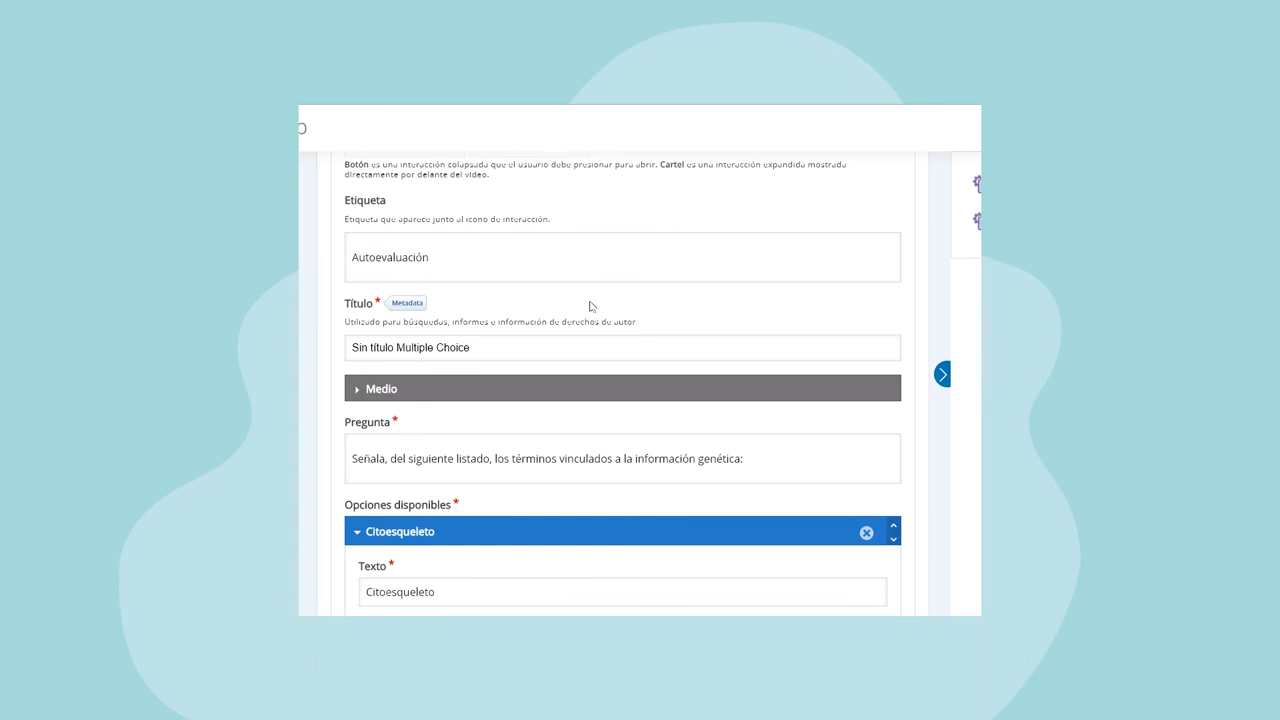 Botón es una interacción colapsada que el usuario debe presionar para abrir. Cartel es una interacción expandida mostrada
directamente por delante del video.
Etiqueta
Etiqueta que aparece junto al icono de interacción.
Autoevaluación
Título * Metadata
Utilizado para búsquedas, informes e información de derechos de autor
Sin título Multiple Choice
Medio
Pregunta *
Señala, del siguiente listado, los términos vinculados a la información genética:
Opciones disponibles *
Citoesqueleto
Texto *
Citoesqueleto